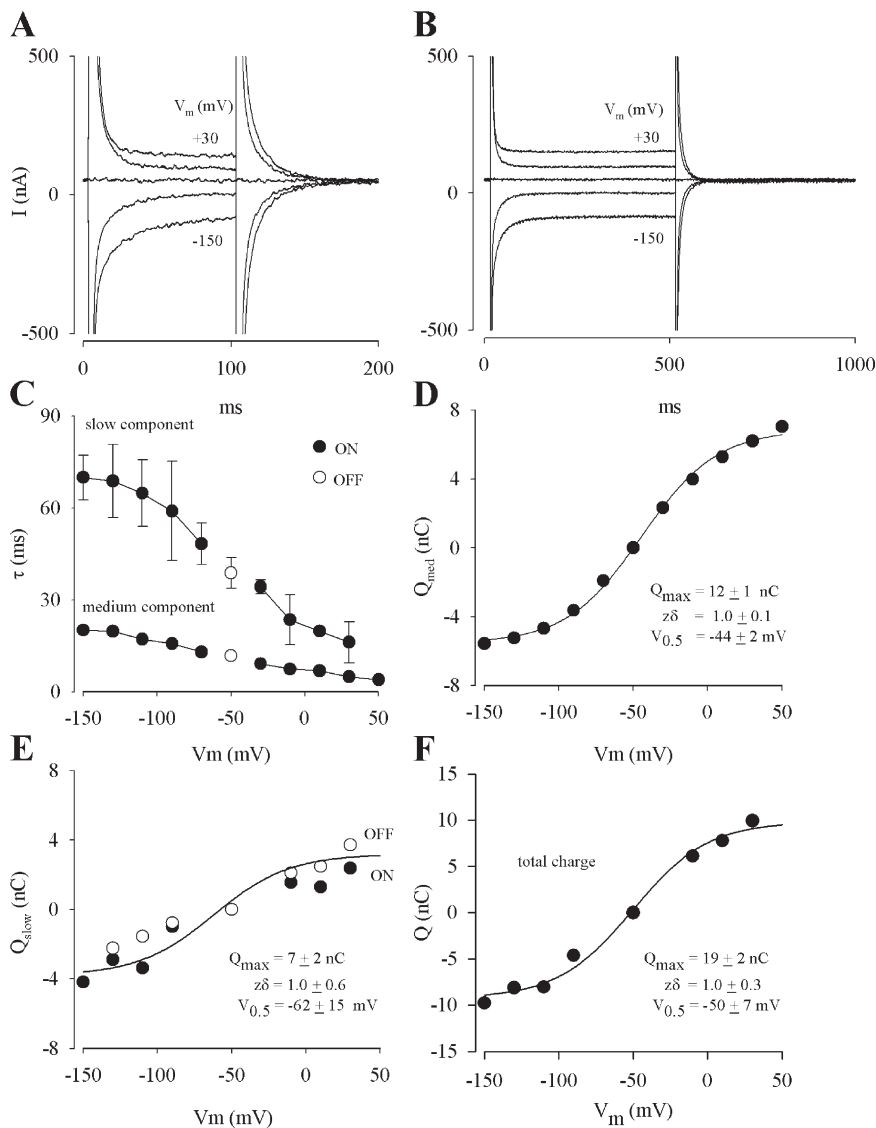 A
500
V_m (mV)
+30
I (nA)
0
-150
-500
0
100
200
ms
B
500
V_m (mV)
+30
0
-150
-500
0
500
1000
ms
C
90
slow component
ON
OFF
60
τ (ms)
30
medium component
0
-150
-100
-50
0
50
Vm (mV)
D
8
4
Q_med (nC)
0
-4
-8
Q_max = 12 ± 1 nC
zδ = 1.0 ± 0.1
V_0.5 = -44 ± 2 mV
-150
-100
-50
0
50
Vm (mV)
E
8
4
OFF
ON
Q_slow (nC)
0
-4
-8
Q_max = 7 ± 2 nC
zδ = 1.0 ± 0.6
V_0.5 = -62 ± 15 mV
-150
-100
-50
0
50
Vm (mV)
F
15
10
5
total charge
Q (nC)
0
-5
-10
-15
Q_max = 19 ± 2 nC
zδ = 1.0 ± 0.3
V_0.5 = -50 ± 7 mV
-150
-100
-50
0
50
V_m (mV)